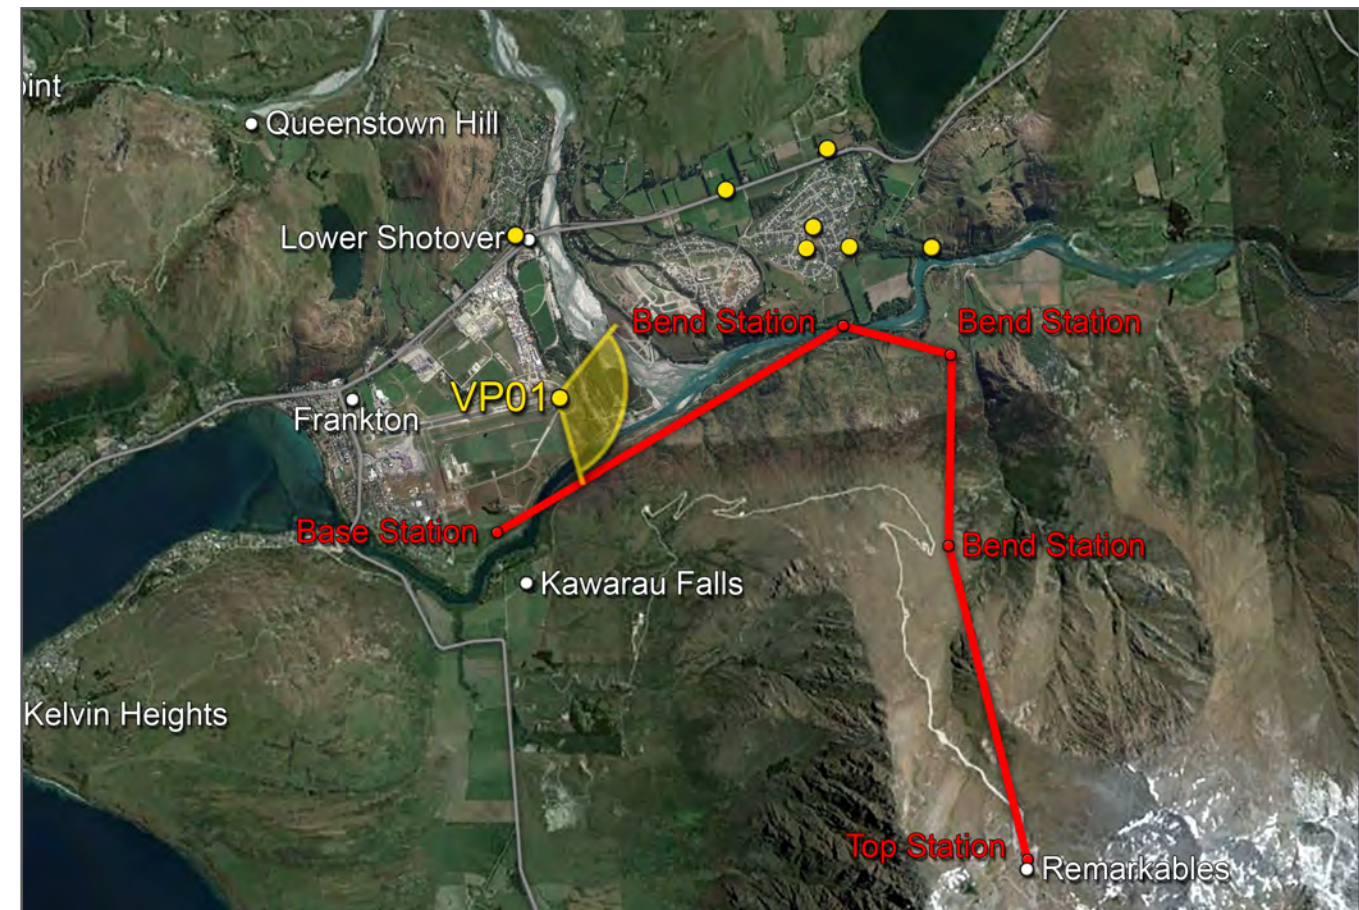 oint
Queenstown Hill
Lower Shotover
Bend Station
Bend Station
VP01
Frankton
Base Station
Bend Station
Kawarau Falls
Kelvin Heights
Top Station
Remarkables